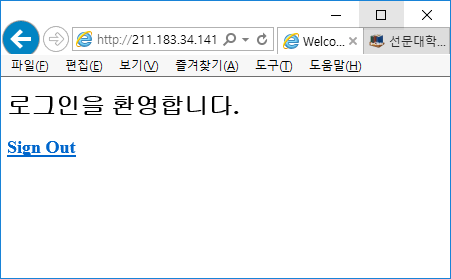 http://211.183.34.141
Welco...
선문대학...
파일(F) 편집(E) 보기(V) 즐겨찾기(A) 도구(T) 도움말(H)
로그인을 환영합니다.
Sign Out